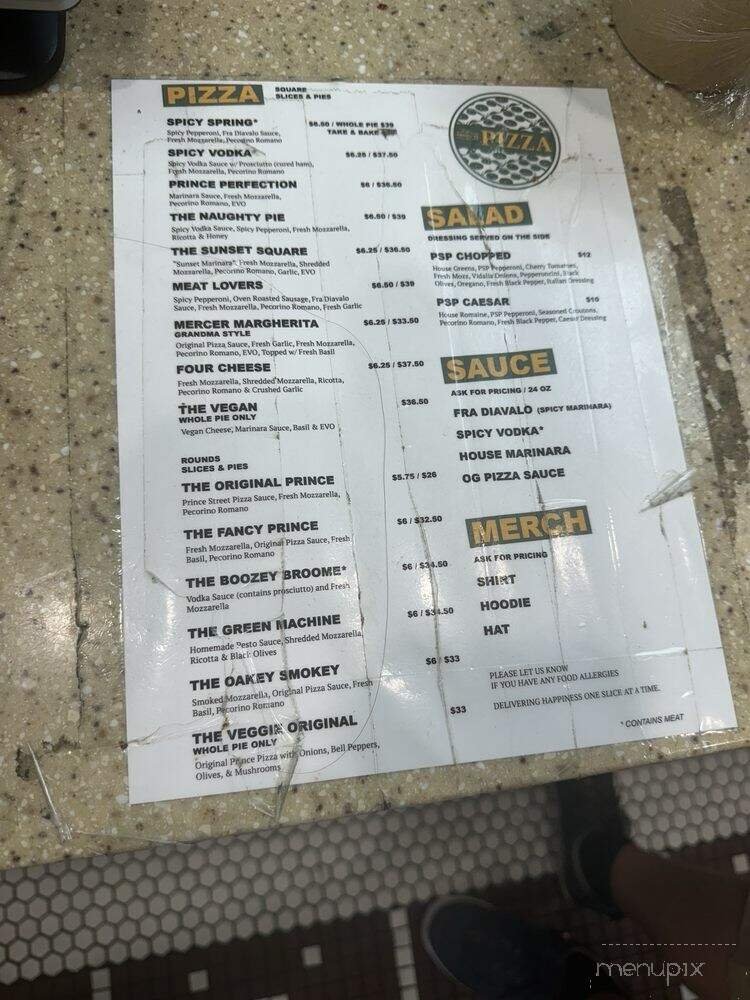 PIZZA
SQUARE
SLICES & PIES
SPICY SPRING*
$6.50 / WHOLE PIE $39
TAKE & BAKE
Spicy Pepperoni, Fra Diavalo Sauce,
Fresh Mozzarella, Pecorino Romano
SPICY VODKA*
$6.25 / $37.50
Spicy Vodka Sauce w/ Prosciutto (cured ham),
Fresh Mozzarella, Pecorino Romano
PRINCE PERFECTION
$6 / $36.50
Marinara Sauce, Fresh Mozzarella,
Pecorino Romano, EVO
THE NAUGHTY PIE
$6.50 / $39
Spicy Vodka Sauce, Spicy Pepperoni, Fresh Mozzarella,
Ricotta & Honey
THE SUNSET SQUARE
$6.25 / $36.50
"Sunset Marinara", Fresh Mozzarella, Shredded
Mozzarella, Pecorino Romano, Garlic, EVO
MEAT LOVERS
$6.50 / $39
Spicy Pepperoni, Oven Roasted Sausage, Fra Diavalo
Sauce, Fresh Mozzarella, Pecorino Romano, Fresh Garlic
MERCER MARGHERITA
$6.25 / $33.50
GRANDMA STYLE
Original Pizza Sauce, Fresh Garlic, Fresh Mozzarella,
Pecorino Romano, EVO, Topped w/ Fresh Basil
FOUR CHEESE
$6.25 / $37.50
Fresh Mozzarella, Shredded Mozzarella, Ricotta,
Pecorino Romano & Crushed Garlic
THE VEGAN
$36.50
WHOLE PIE ONLY
Vegan Cheese, Marinara Sauce, Basil & EVO
ROUNDS
SLICES & PIES
THE ORIGINAL PRINCE
$5.75 / $26
Prince Street Pizza Sauce, Fresh Mozzarella,
Pecorino Romano
THE FANCY PRINCE
$6 / $32.50
Fresh Mozzarella, Original Pizza Sauce, Fresh
Basil, Pecorino Romano
THE BOOZEY BROOME*
$6 / $34.50
Vodka Sauce (contains prosciutto) and Fresh
Mozzarella
THE GREEN MACHINE
$6 / $34.50
Homemade Pesto Sauce, Shredded Mozzarella,
Ricotta & Black Olives
THE OAKEY SMOKEY
$6 / $33
Smoked Mozzarella, Original Pizza Sauce, Fresh
Basil, Pecorino Romano
THE VEGGIE ORIGINAL
$33
WHOLE PIE ONLY
Original Prince Pizza with Onions, Bell Peppers,
Olives, & Mushrooms
PIZZA
SALAD
DRESSING SERVED ON THE SIDE
PSP CHOPPED
$12
House Greens, PSP Pepperoni, Cherry Tomatoes,
Fresh Mozz, Vidalia Onions, Pepperoncini, Black
Olives, Oregano, Fresh Black Pepper, Italian Dressing
PSP CAESAR
$10
House Romaine, PSP Pepperoni, Seasoned Croutons,
Pecorino Romano, Fresh Black Pepper, Caesar Dressing
SAUCE
ASK FOR PRICING / 24 OZ
FRA DIAVALO (SPICY MARINARA)
SPICY VODKA*
HOUSE MARINARA
OG PIZZA SAUCE
MERCH
ASK FOR PRICING
SHIRT
HOODIE
HAT
PLEASE LET US KNOW
IF YOU HAVE ANY FOOD ALLERGIES
DELIVERING HAPPINESS ONE SLICE AT A TIME.
* CONTAINS MEAT
menupix